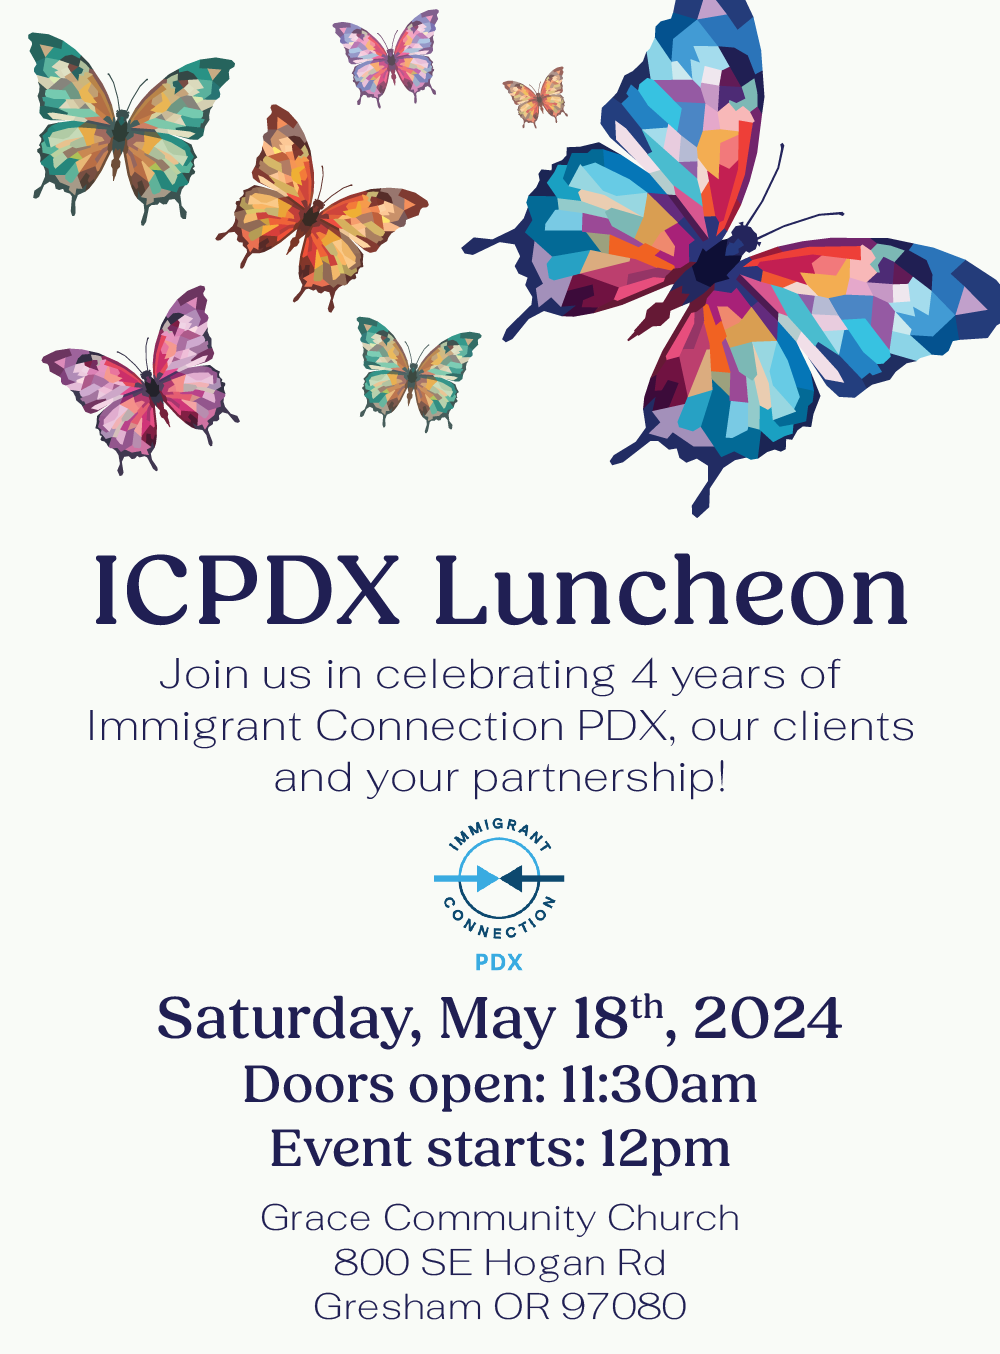 ICPDX Luncheon
Join us in celebrating 4 years of
Immigrant Connection PDX, our clients
and your partnership!
IMMIGRANT
CONNECTION
PDX
Saturday, May 18th, 2024
Doors open: 11:30am
Event starts: 12pm
Grace Community Church
800 SE Hogan Rd
Gresham OR 97080